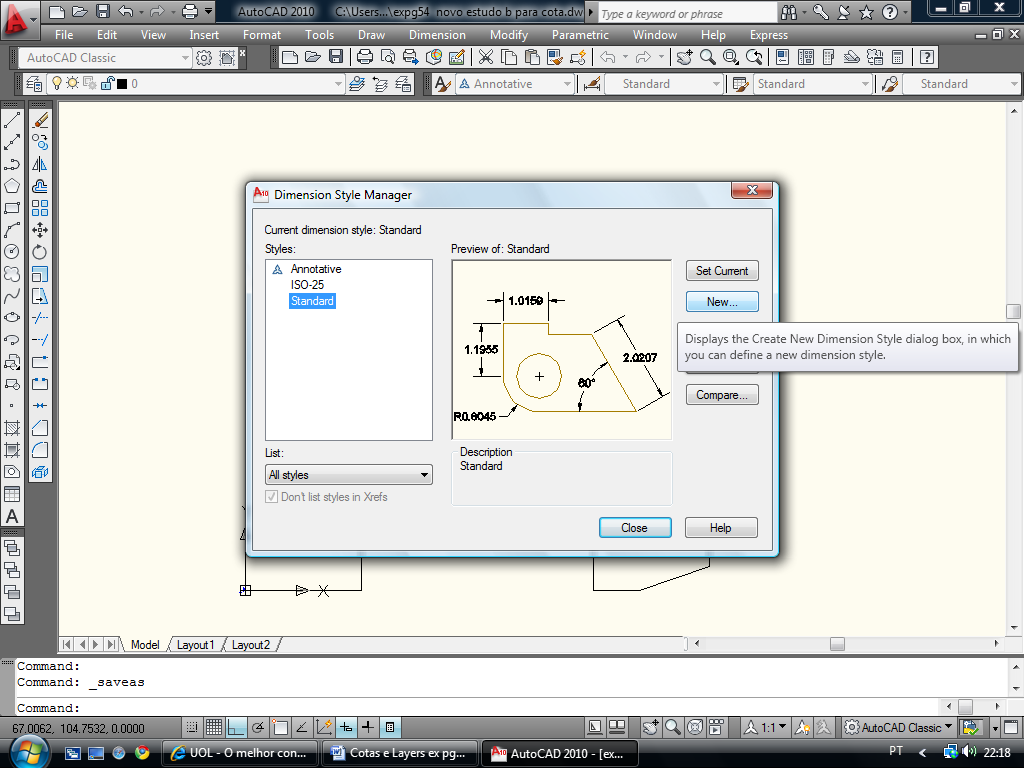 AutoCAD 2010 C:\Users...\expg54 novo estudo b para cota.dw
Type a keyword or phrase
File Edit View Insert Format Tools Draw Dimension Modify Parametric Window Help Express
AutoCAD Classic
0 Annotative Standard Standard Standard
Dimension Style Manager
Current dimension style: Standard
Styles:
Annotative
ISO-25
Standard
Preview of: Standard
1.0159
1.1955
2.0207
60°
R0.8045
Set Current
New...
Displays the Create New Dimension Style dialog box, in which
you can define a new dimension style.
Compare...
List:
All styles
Don't list styles in Xrefs
Description
Standard
Close Help
X
Model Layout1 Layout2
Command:
Command: _saveas
Command:
67.0062, 104.7532, 0.0000 1:1 AutoCAD Classic
UOL - O melhor con... Cotas e Layers ex pg... AutoCAD 2010 - [ex... PT 22:18